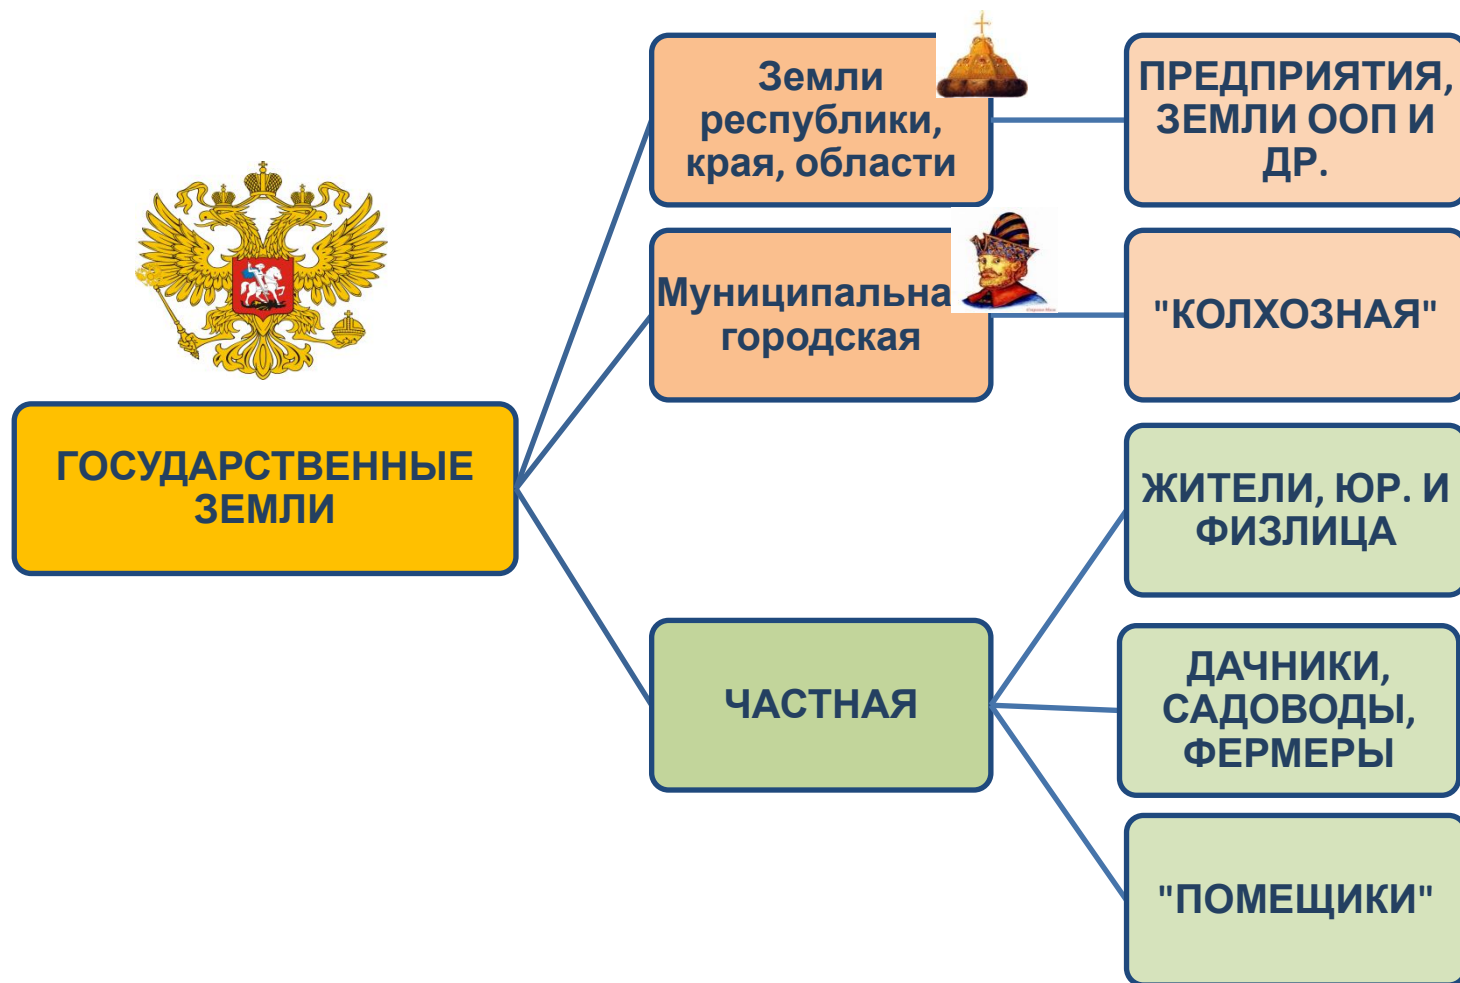 Земли
республики,
края, области
ПРЕДПРИЯТИЯ,
ЗЕМЛИ ООП И
ДР.
Муниципальна
городская
"КОЛХОЗНАЯ"
ГОСУДАРСТВЕННЫЕ
ЗЕМЛИ
ЖИТЕЛИ, ЮР. И
ФИЗЛИЦА
ЧАСТНАЯ
ДАЧНИКИ,
САДОВОДЫ,
ФЕРМЕРЫ
"ПОМЕЩИКИ"